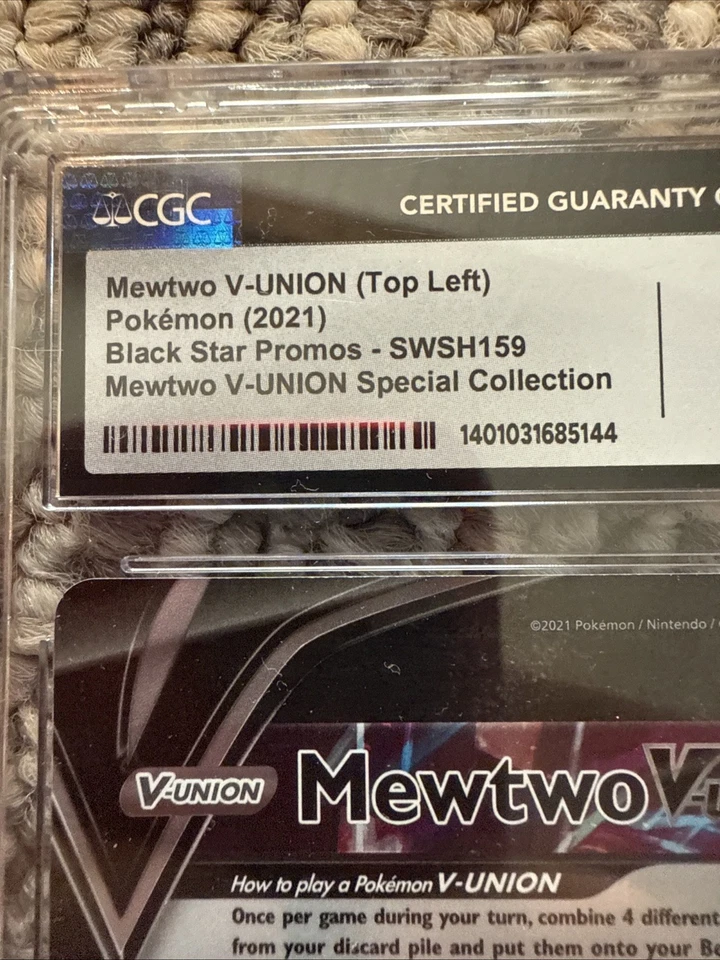 CGC
CERTIFIED GUARANTY
Mewtwo V-UNION (Top Left)
Pokémon (2021)
Black Star Promos - SWSH159
Mewtwo V-UNION Special Collection
1401031685144
©2021 Pokémon / Nintendo /
V-UNION
Mewtwo V-U
How to play a Pokémon V-UNION
Once per game during your turn, combine 4 different
from your discard pile and put them onto your Be